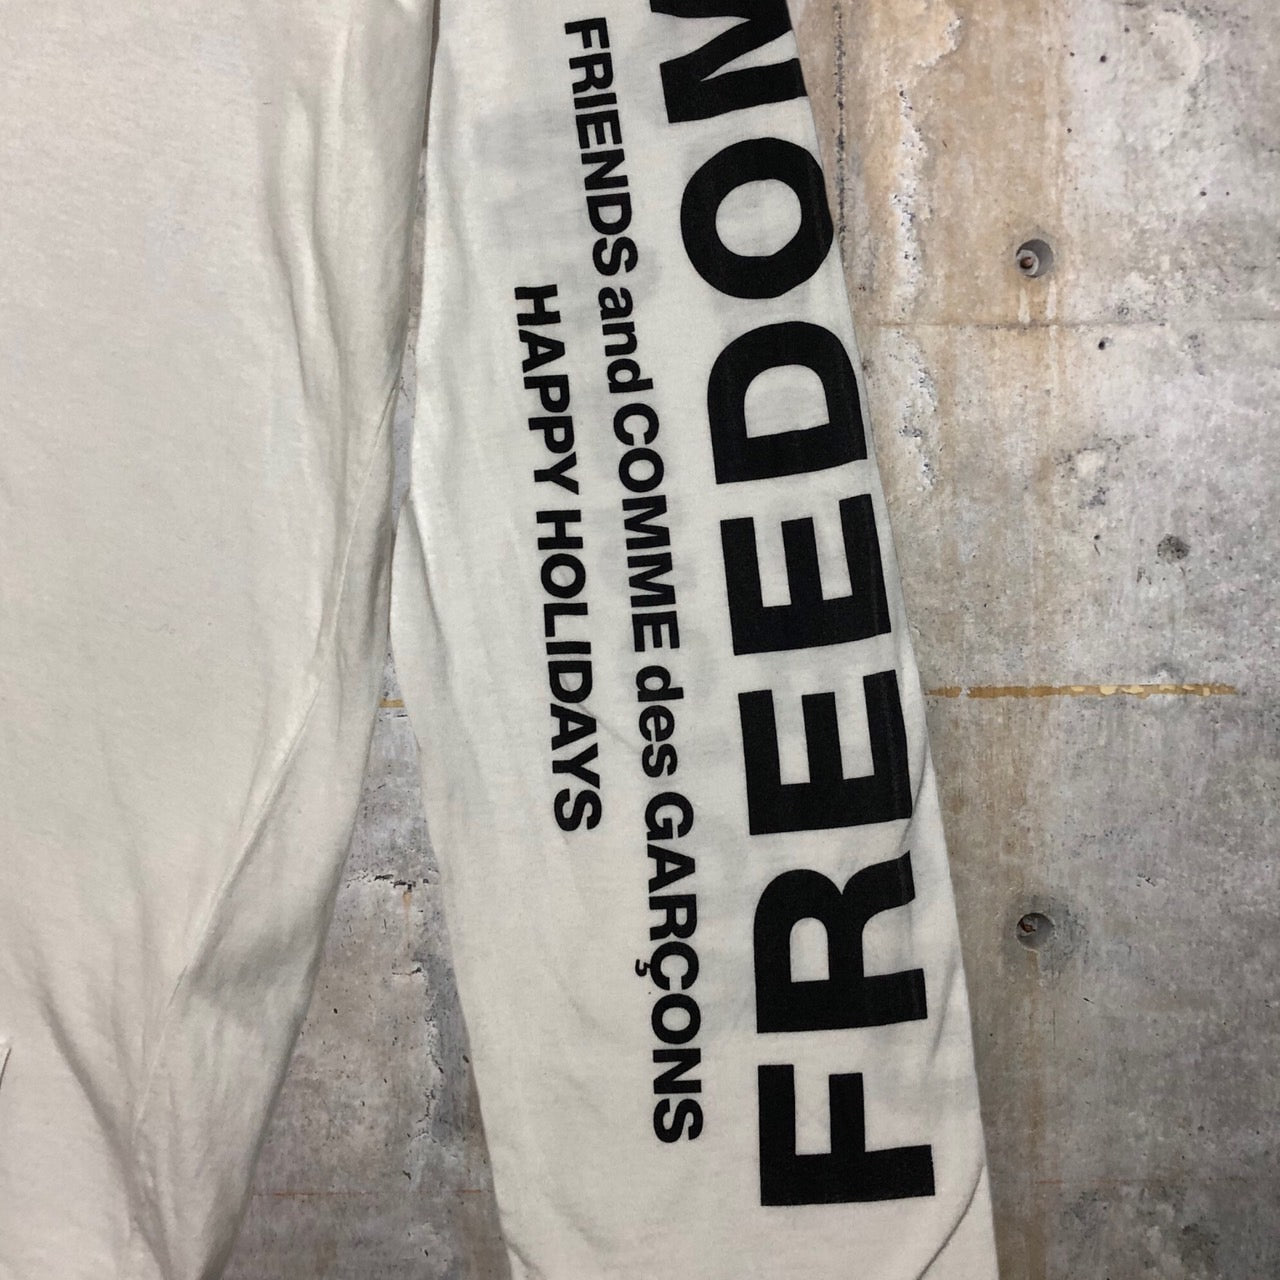 FREEDOM
FRIENDS and COMME des GARÇONS
HAPPY HOLIDAYS